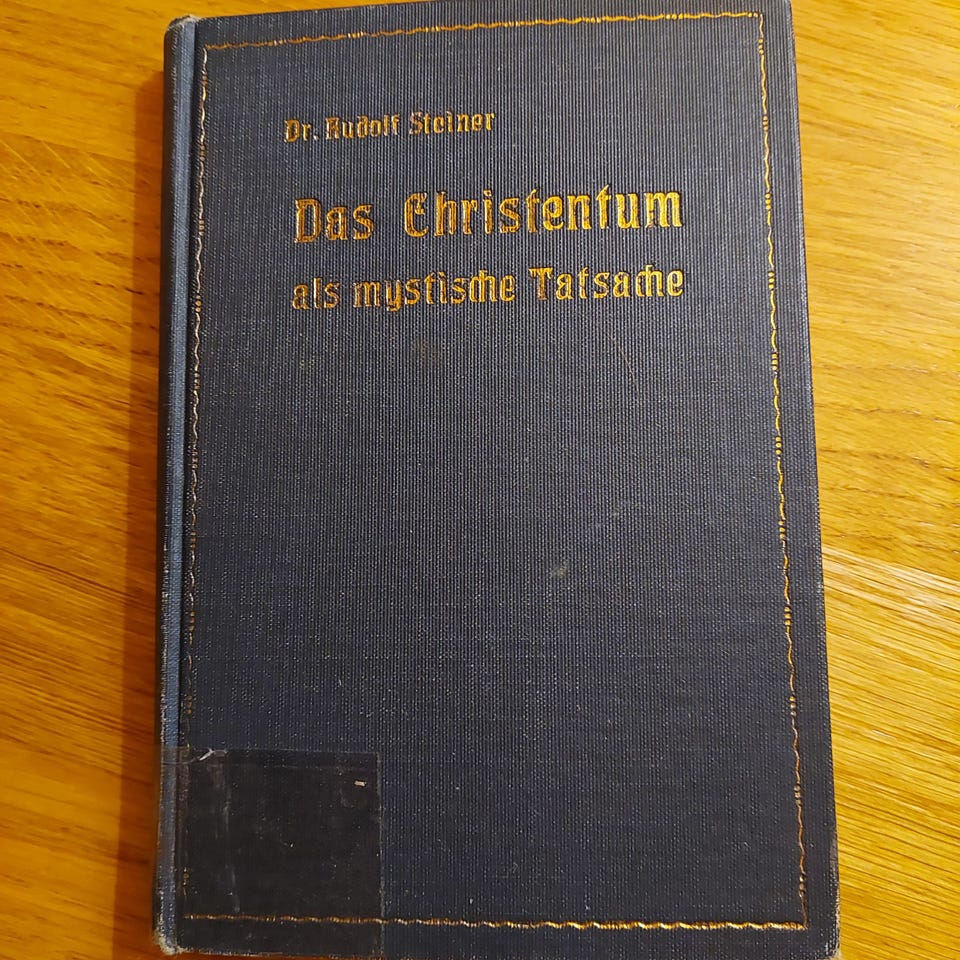 Dr. Rudolf Steiner
Das Christentum
als mystische Tatsache